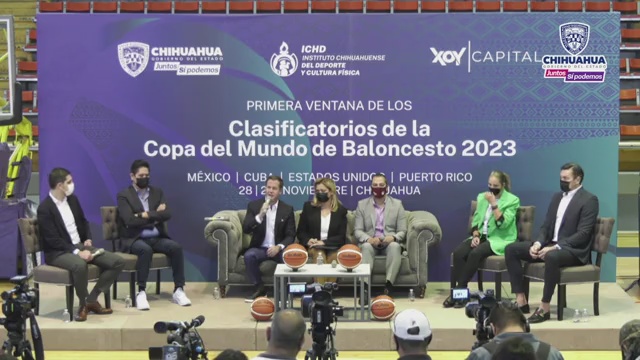 CHIHUAHUA
GOBIERNO DEL ESTADO
Juntos Sí podemos
ICHD
INSTITUTO CHIHUAHUENSE
DEL DEPORTE
Y CULTURA FÍSICA
XOY CAPITAL
CHIHUAHUA
GOBIERNO DEL ESTADO
Juntos Sí podemos
PRIMERA VENTANA DE LOS
Clasificatorios de la
Copa del Mundo de Baloncesto 2023
MÉXICO | CUBA | ESTADOS UNIDOS | PUERTO RICO
28 | CHIHUAHUA